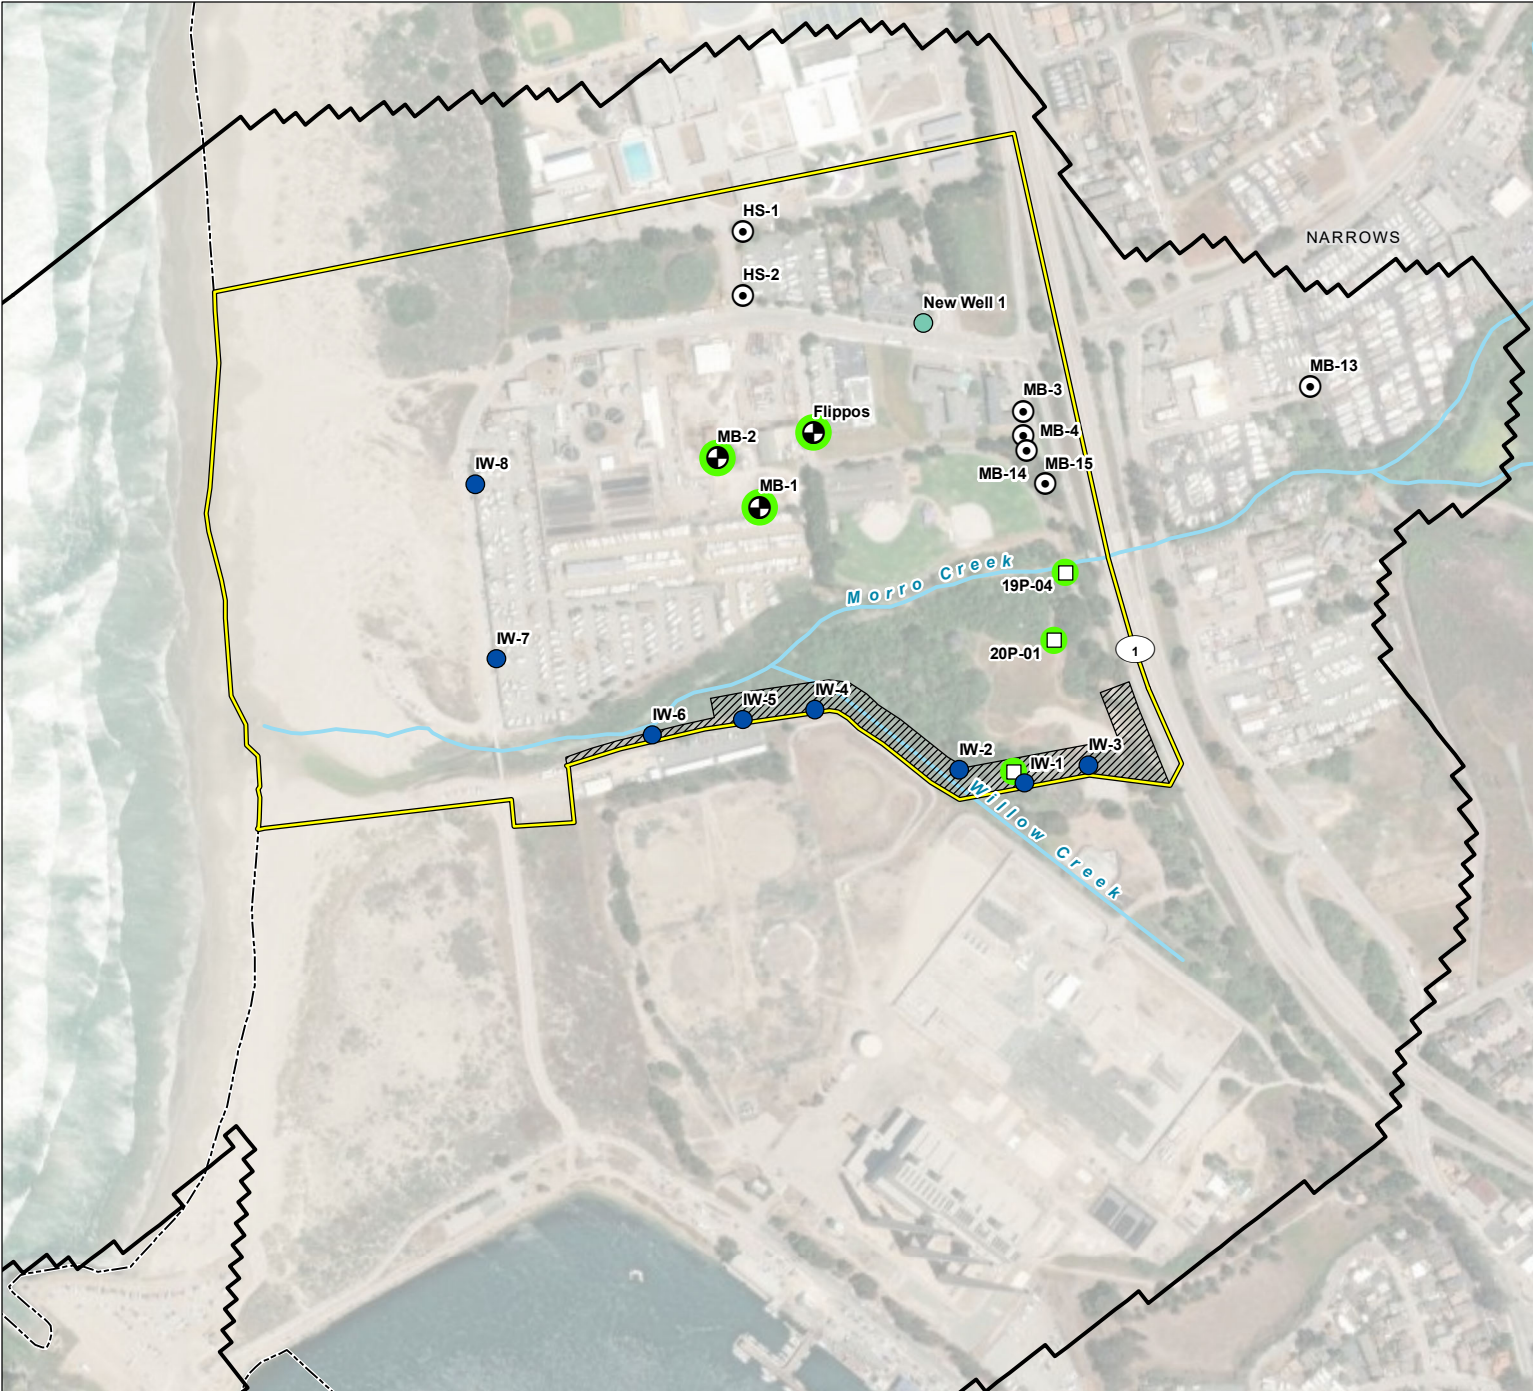 HS-1
NARROWS
HS-2
New Well 1
MB-13
MB-3
Flippos
MB-4
MB-2
IW-8
MB-14
MB-15
MB-1
Morro Creek
19P-04
IW-7
20P-01
1
IW-4
IW-5
IW-6
IW-2
IW-3
IW-1
Willow Creek